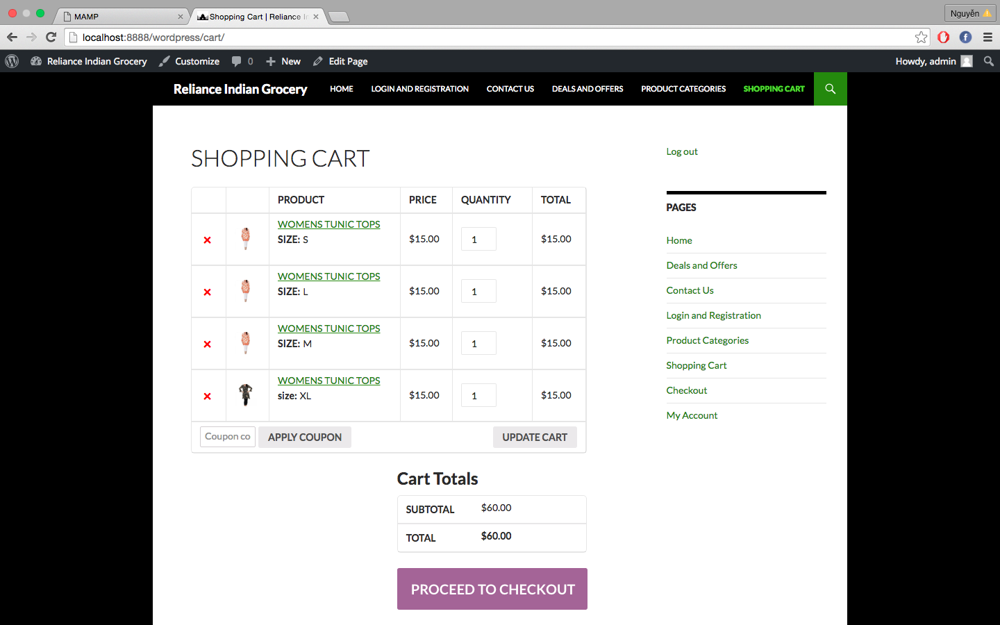 MAMP
Shopping Cart | Reliance I
Nguyễn
localhost:8888/wordpress/cart/
Reliance Indian Grocery Customize 0 New Edit Page Howdy, admin
Reliance Indian Grocery HOME LOGIN AND REGISTRATION CONTACT US DEALS AND OFFERS PRODUCT CATEGORIES SHOPPING CART
SHOPPING CART
PRODUCT PRICE QUANTITY TOTAL
WOMENS TUNIC TOPS
SIZE: S $15.00 1 $15.00
WOMENS TUNIC TOPS
SIZE: L $15.00 1 $15.00
WOMENS TUNIC TOPS
SIZE: M $15.00 1 $15.00
WOMENS TUNIC TOPS
size: XL $15.00 1 $15.00
Coupon co APPLY COUPON UPDATE CART
Cart Totals
SUBTOTAL $60.00
TOTAL $60.00
PROCEED TO CHECKOUT
Log out
PAGES
Home
Deals and Offers
Contact Us
Login and Registration
Product Categories
Shopping Cart
Checkout
My Account